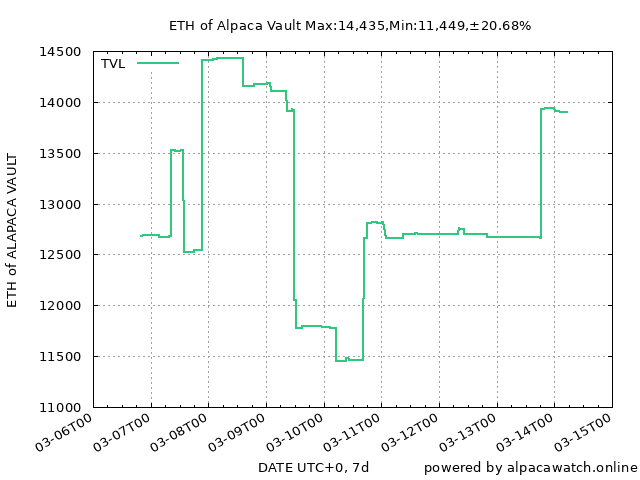 ETH of Alpaca Vault Max:14,435,Min:11,449,±20.68%
TVL
14500
14000
13500
13000
12500
12000
11500
11000
ETH of ALAPACA VAULT
03-06T00
03-07T00
03-08T00
03-09T00
03-10T00
03-11T00
03-12T00
03-13T00
03-14T00
03-15T00
DATE UTC+0, 7d
powered by alpacawatch.online